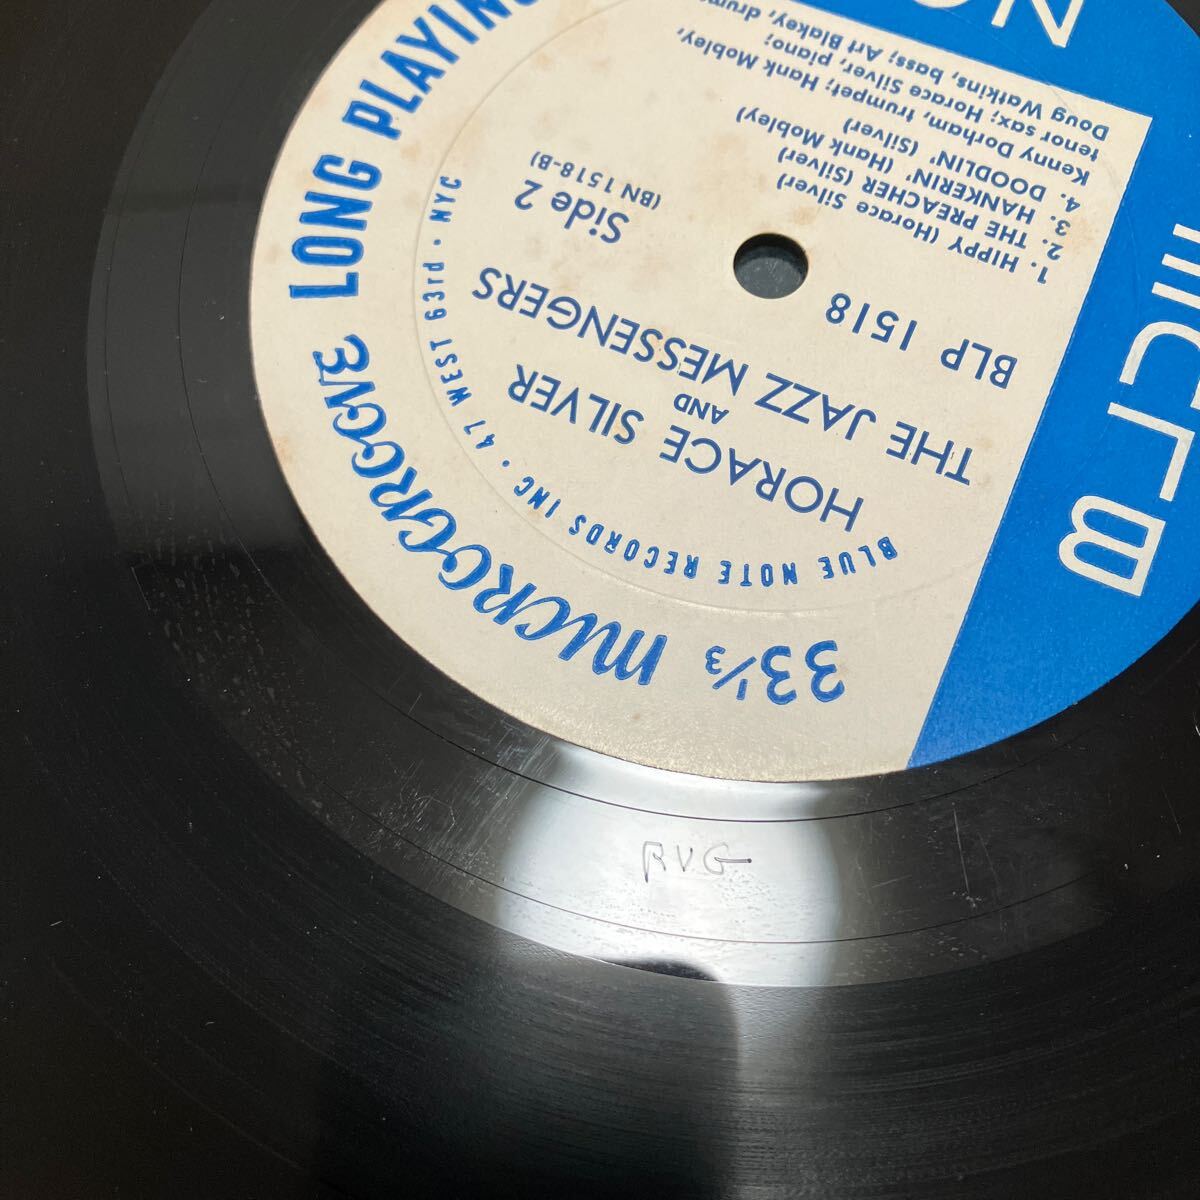 33⅓ MICROGROOVE LONG PLAYING
BLUE NOTE RECORDS INC · 47 WEST 63rd · NYC
HORACE SILVER
AND
THE JAZZ MESSENGERS
BLP 1518
Side 2
(BN 1518-B)
1. HIPPY (Horace Silver)
2. THE PREACHER (Silver)
3. HANKERIN' (Hank Mobley)
4. DOODLIN' (Silver)
Kenny Dorham, trumpet; Hank Mobley,
tenor sax; Horace Silver, piano;
Doug Watkins, bass; Art Blakey, drums
RVG